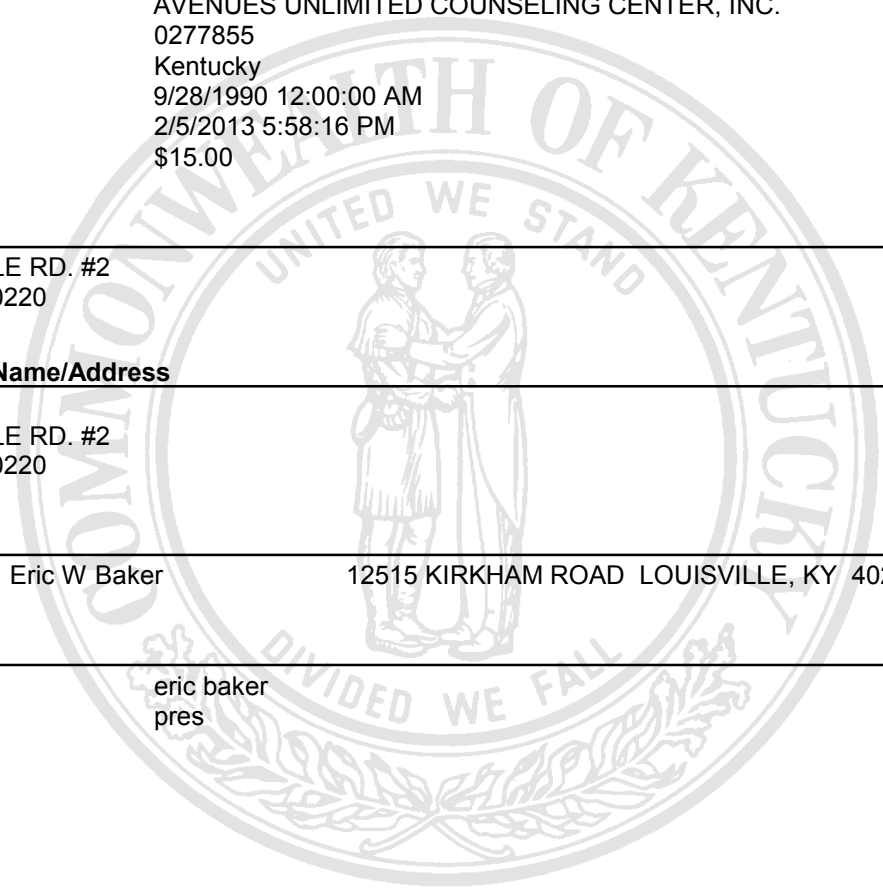 AVENUES UNLIMITED COUNSELING CENTER, INC.
0277855
Kentucky
9/28/1990 12:00:00 AM
2/5/2013 5:58:16 PM
$15.00
COMMONWEALTH OF KENTUCKY
UNITED WE STAND
LE RD. #2
0220
Name/Address
LE RD. #2
0220
Eric W Baker 12515 KIRKHAM ROAD LOUISVILLE, KY 402
DIVIDED WE FALL
eric baker
pres